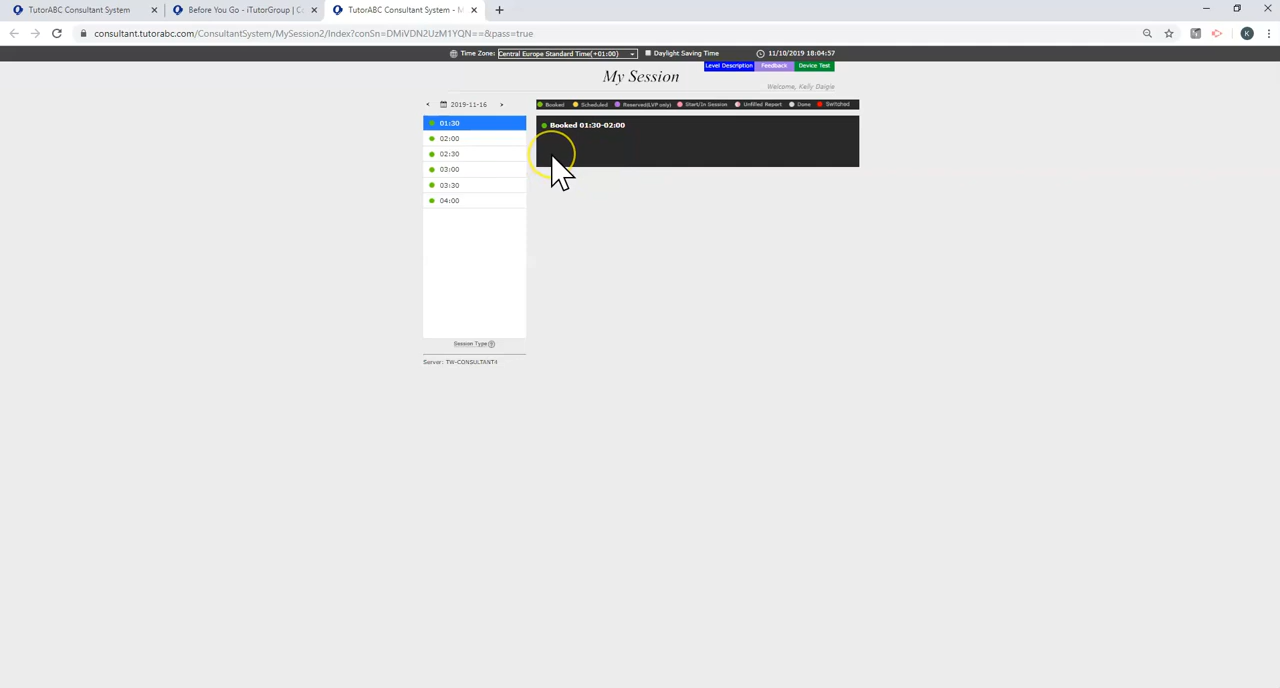 TutorABC Consultant System
Before You Go - iTutorGroup | C
TutorABC Consultant System - M
consultant.tutorabc.com/ConsultantSystem/MySession2/Index?conSn=DMiVDN2UzM1YQN==&pass=true
K
Time Zone: Central Europe Standard Time(+01:00) Daylight Saving Time 11/10/2019 18:04:57
Level Description Feedback Device Test
My Session
Welcome, Kelly Daigle
2019-11-16
Booked Scheduled Reserved(LVP only) Start/In Session Unfilled Report Done Switched
01:30
Booked 01:30-02:00
02:00
02:30
03:00
03:30
04:00
Session Type
Server: TW-CONSULTANT4